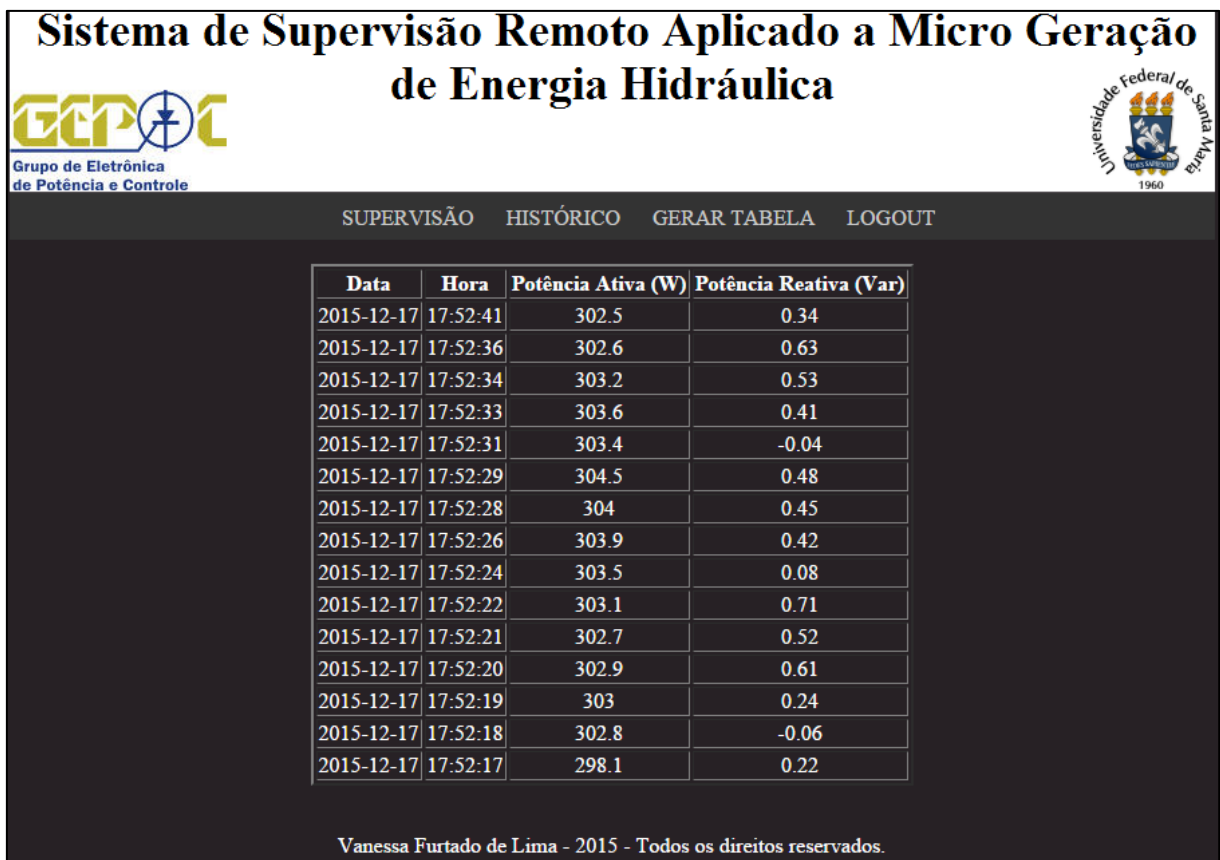 Sistema de Supervisão Remoto Aplicado a Micro Geração
de Energia Hidráulica
GEPOC
Grupo de Eletrônica
de Potência e Controle
Universidade Federal de Santa Maria
1960
SUPERVISÃO HISTÓRICO GERAR TABELA LOGOUT
Data Hora Potência Ativa (W) Potência Reativa (Var)
2015-12-17 17:52:41 302.5 0.34
2015-12-17 17:52:36 302.6 0.63
2015-12-17 17:52:34 303.2 0.53
2015-12-17 17:52:33 303.6 0.41
2015-12-17 17:52:31 303.4 -0.04
2015-12-17 17:52:29 304.5 0.48
2015-12-17 17:52:28 304 0.45
2015-12-17 17:52:26 303.9 0.42
2015-12-17 17:52:24 303.5 0.08
2015-12-17 17:52:22 303.1 0.71
2015-12-17 17:52:21 302.7 0.52
2015-12-17 17:52:20 302.9 0.61
2015-12-17 17:52:19 303 0.24
2015-12-17 17:52:18 302.8 -0.06
2015-12-17 17:52:17 298.1 0.22
Vanessa Furtado de Lima - 2015 - Todos os direitos reservados.